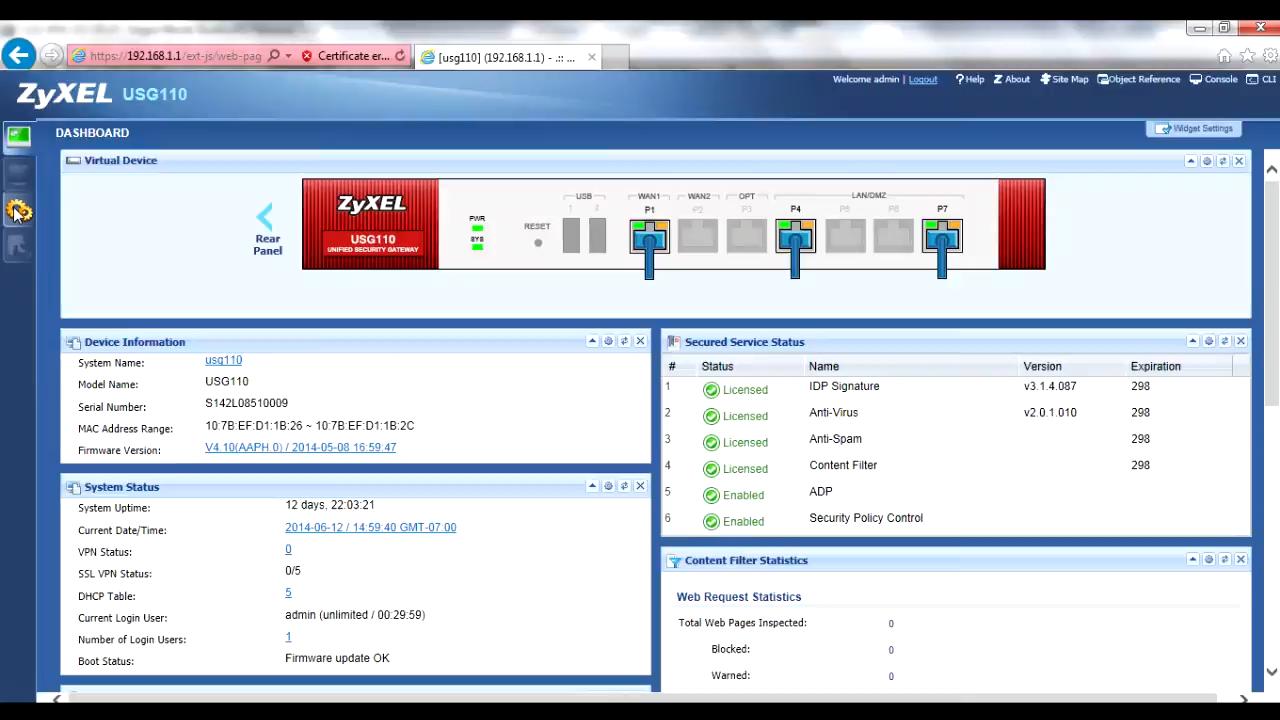 https://192.168.1.1/ext-js/web-pag
Certificate er...
[usg110] (192.168.1.1) - .:: ...
ZyXEL USG110
Welcome admin | Logout
?Help
About
Site Map
Object Reference
Console
CLI
DASHBOARD
Widget Settings
Virtual Device
Rear
Panel
ZyXEL
USG110
UNIFIED SECURITY GATEWAY
PWR
SYS
RESET
USB
1 2
WAN1 WAN2 OPT LAN/DMZ
P1 P2 P3 P4 P5 P6 P7
Device Information
System Name: usg110
Model Name: USG110
Serial Number: S142L08510009
MAC Address Range: 10:7B:EF:D1:1B:26 ~ 10:7B:EF:D1:1B:2C
Firmware Version: V4.10(AAPH.0) / 2014-05-08 16:59:47
System Status
System Uptime: 12 days, 22:03:21
Current Date/Time: 2014-06-12 / 14:59:40 GMT-07:00
VPN Status: 0
SSL VPN Status: 0/5
DHCP Table: 5
Current Login User: admin (unlimited / 00:29:59)
Number of Login Users: 1
Boot Status: Firmware update OK
Secured Service Status
# Status Name Version Expiration
1 Licensed IDP Signature v3.1.4.087 298
2 Licensed Anti-Virus v2.0.1.010 298
3 Licensed Anti-Spam 298
4 Licensed Content Filter 298
5 Enabled ADP
6 Enabled Security Policy Control
Content Filter Statistics
Web Request Statistics
Total Web Pages Inspected: 0
Blocked: 0
Warned: 0